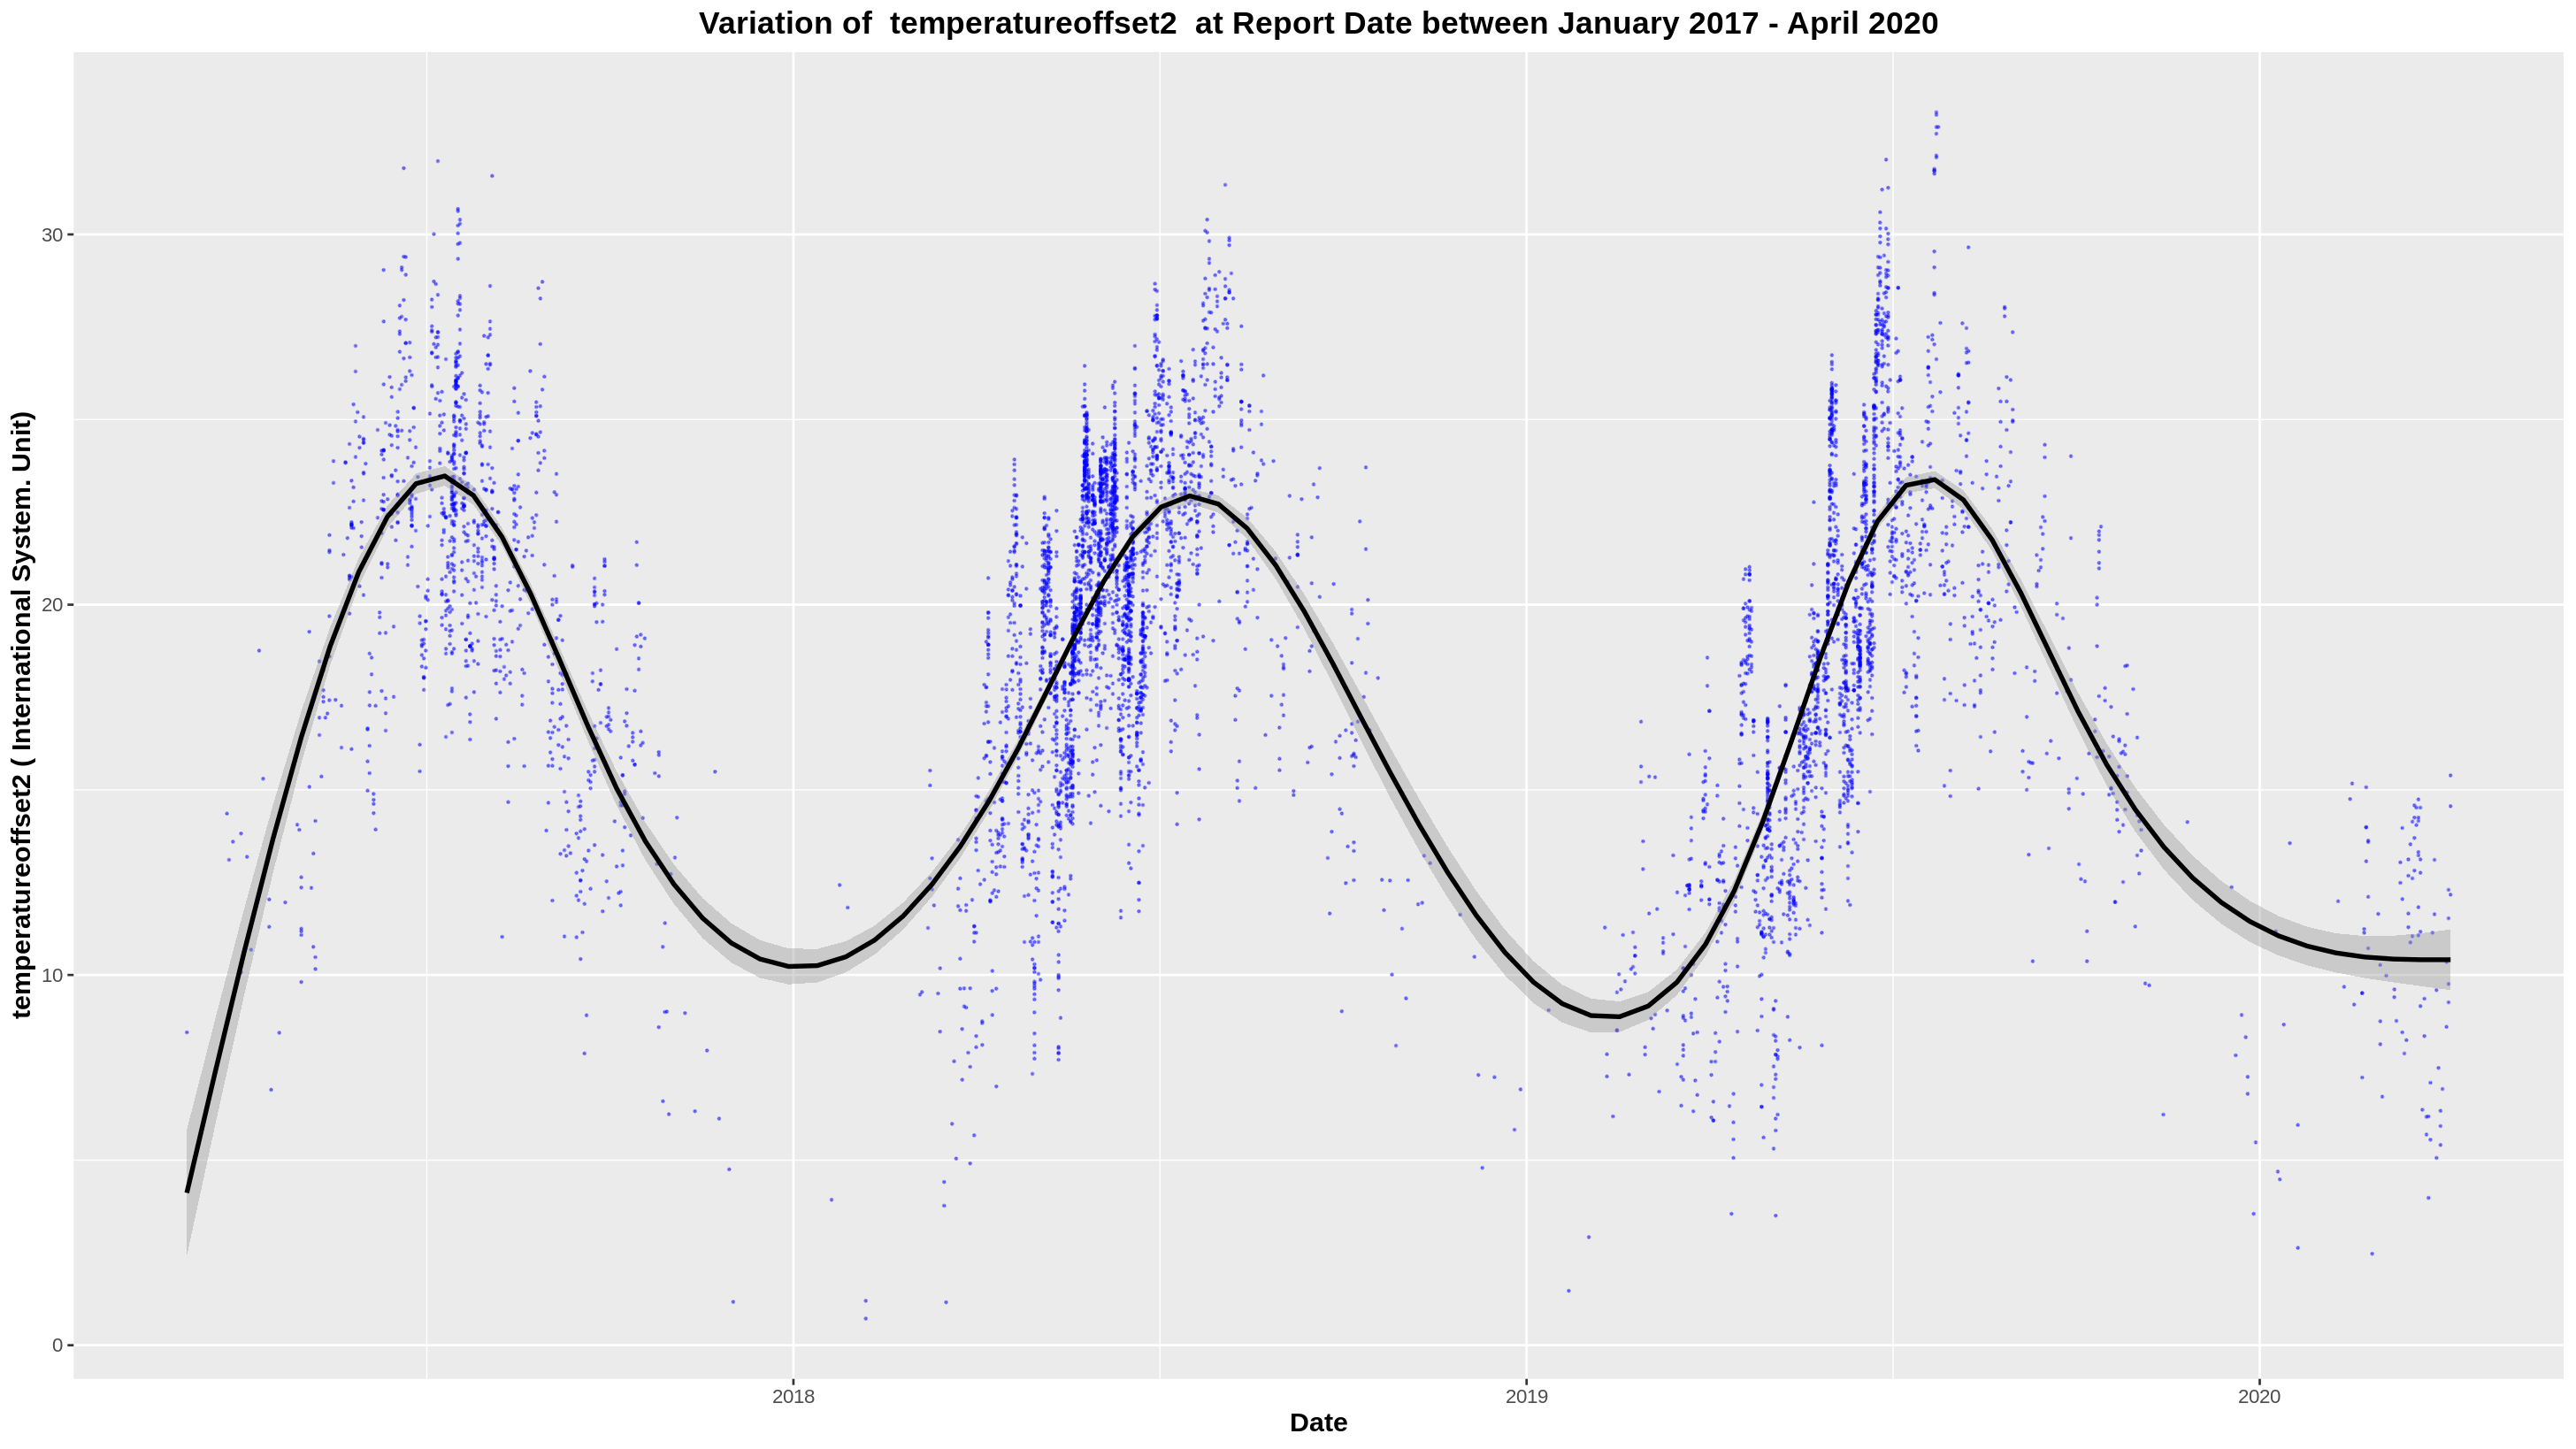 Variation of  temperatureoffset2  at Report Date between January 2017 - April 2020
temperatureoffset2 ( International System. Unit)
30
20
10
0
2018
2019
2020
Date